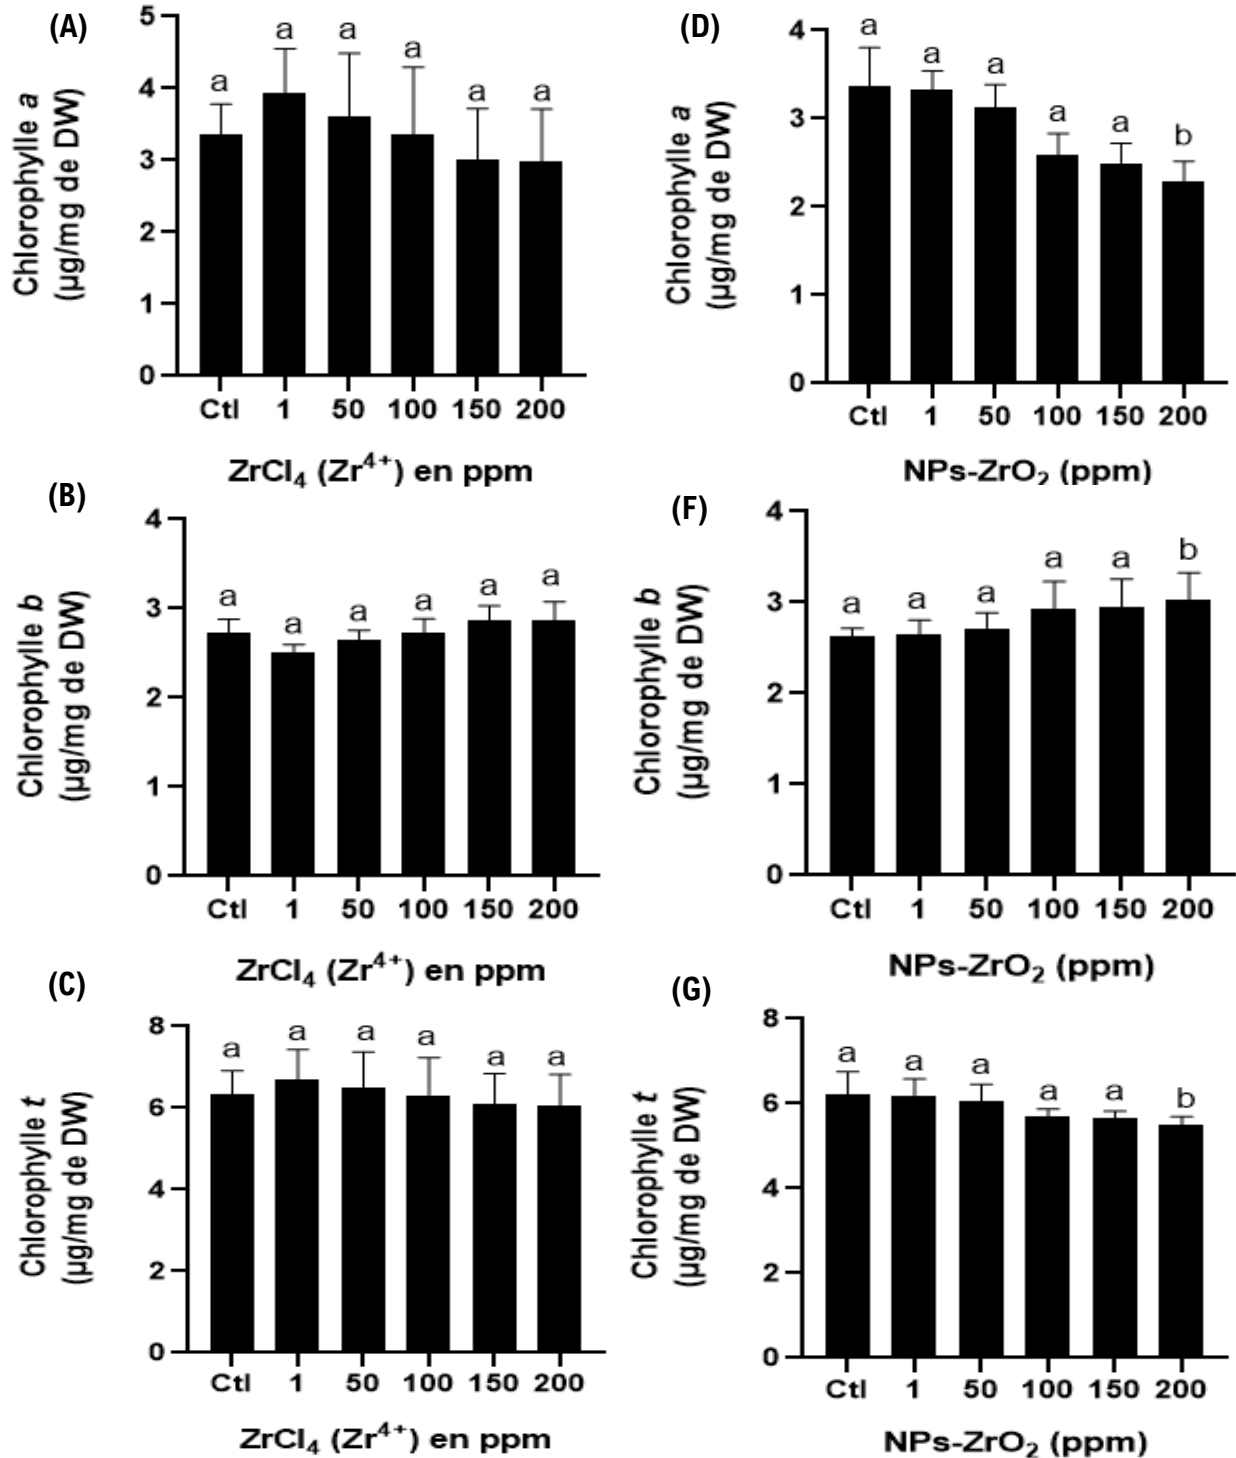 (A)
Chlorophylle a
(µg/mg de DW)
5
4
3
2
1
0
a a a a a a
Ctl 1 50 100 150 200
ZrCl₄ (Zr⁴⁺) en ppm
(D)
Chlorophylle a
(µg/mg de DW)
4
3
2
1
0
a a a a a b
Ctl 1 50 100 150 200
NPs-ZrO₂ (ppm)
(B)
Chlorophylle b
(µg/mg de DW)
4
3
2
1
0
a a a a a a
Ctl 1 50 100 150 200
ZrCl₄ (Zr⁴⁺) en ppm
(F)
Chlorophylle b
(µg/mg de DW)
4
3
2
1
0
a a a a a b
Ctl 1 50 100 150 200
NPs-ZrO₂ (ppm)
(C)
Chlorophylle t
(µg/mg de DW)
8
6
4
2
0
a a a a a a
Ctl 1 50 100 150 200
ZrCl₄ (Zr⁴⁺) en ppm
(G)
Chlorophylle t
(µg/mg de DW)
8
6
4
2
0
a a a a a b
Ctl 1 50 100 150 200
NPs-ZrO₂ (ppm)